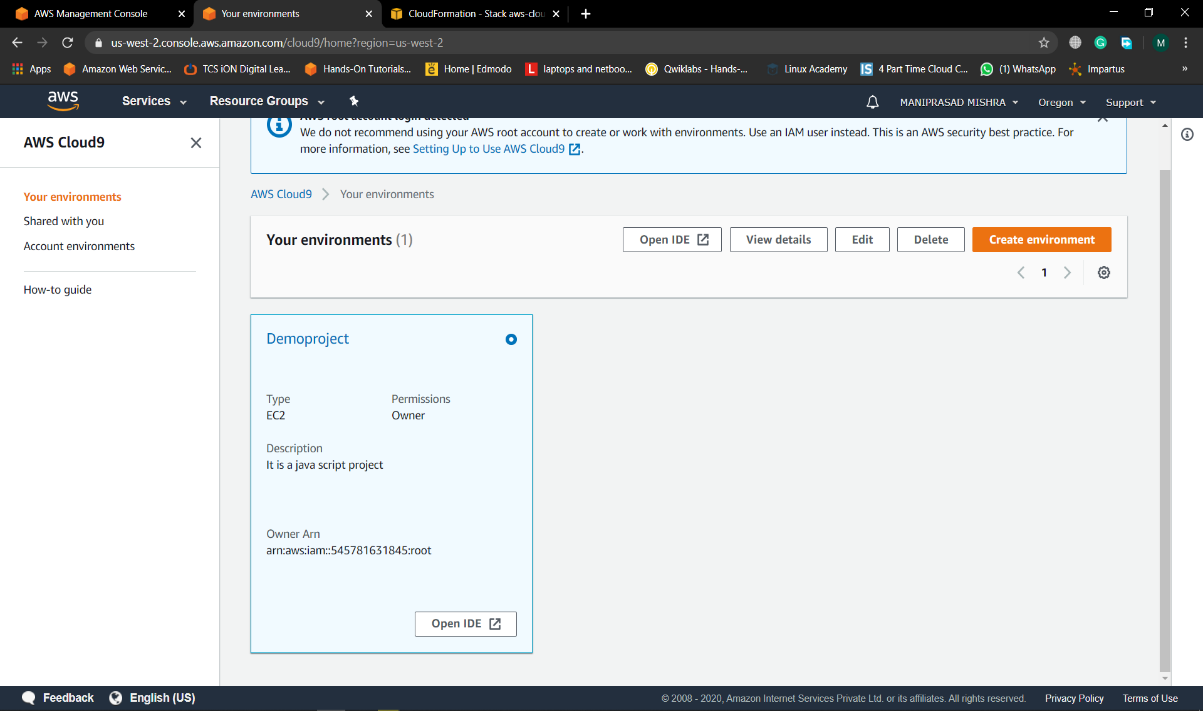 AWS Management Console
Your environments
CloudFormation - Stack aws-clou
us-west-2.console.aws.amazon.com/cloud9/home?region=us-west-2
M
Apps
Amazon Web Servic...
TCS iON Digital Lea...
Hands-On Tutorials...
Home | Edmodo
laptops and netboo...
Qwiklabs - Hands-...
Linux Academy
4 Part Time Cloud C...
(1) WhatsApp
Impartus
»
aws
Services
Resource Groups
MANIPRASAD MISHRA
Oregon
Support
AWS Cloud9
Your environments
Shared with you
Account environments
How-to guide
AWS root account login detected
We do not recommend using your AWS root account to create or work with environments. Use an IAM user instead. This is an AWS security best practice. For
more information, see Setting Up to Use AWS Cloud9.
AWS Cloud9 > Your environments
Your environments (1)
Open IDE
View details
Edit
Delete
Create environment
< 1 >
Demoproject
Type
EC2
Permissions
Owner
Description
It is a java script project
Owner Arn
arn:aws:iam::545781631845:root
Open IDE
Feedback
English (US)
© 2008 - 2020, Amazon Internet Services Private Ltd. or its affiliates. All rights reserved.
Privacy Policy
Terms of Use